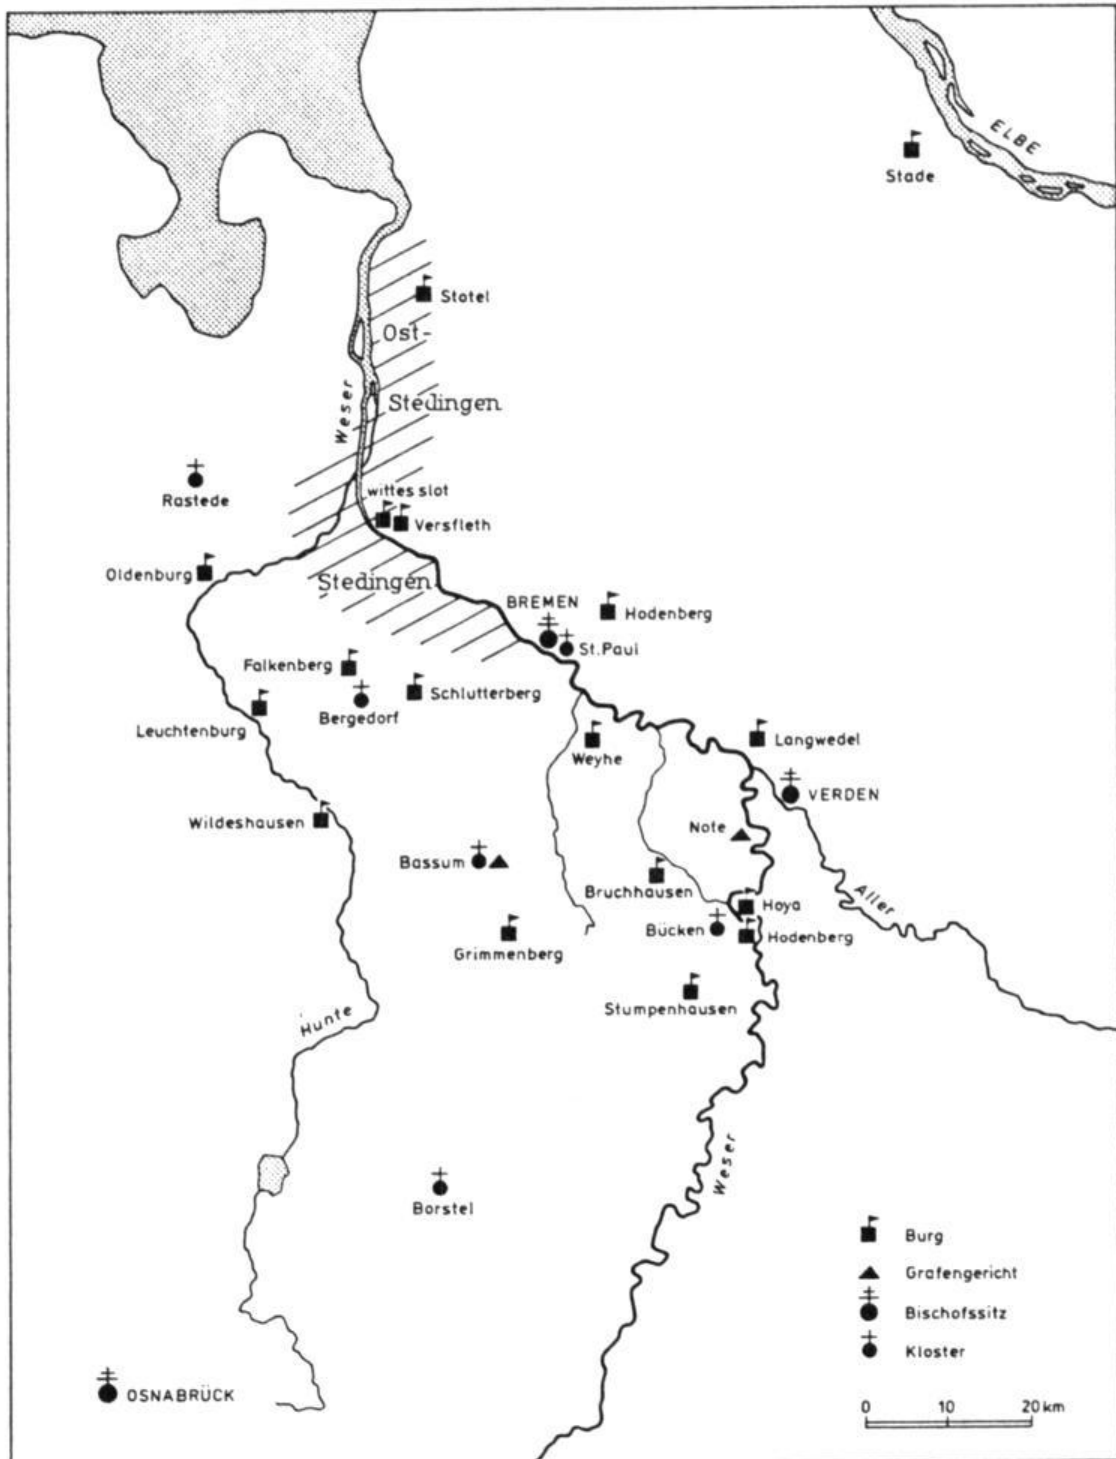 ELBE
Stade
Stotel
Ost-
Weser
Stedingen
Rastede
wittes slot
Versfleth
Oldenburg
Stedingen
BREMEN
Hodenberg
St.Paul
Falkenberg
Schlutterberg
Bergedorf
Leuchtenburg
Weyhe
Langwedel
VERDEN
Wildeshausen
Note
Bassum
Bruchhausen
Aller
Hoya
Bücken
Hodenberg
Grimmenberg
Stumpenhausen
Hunte
Weser
Borstel
Burg
Grafengericht
Bischofssitz
Kloster
OSNABRÜCK
0 10 20 km